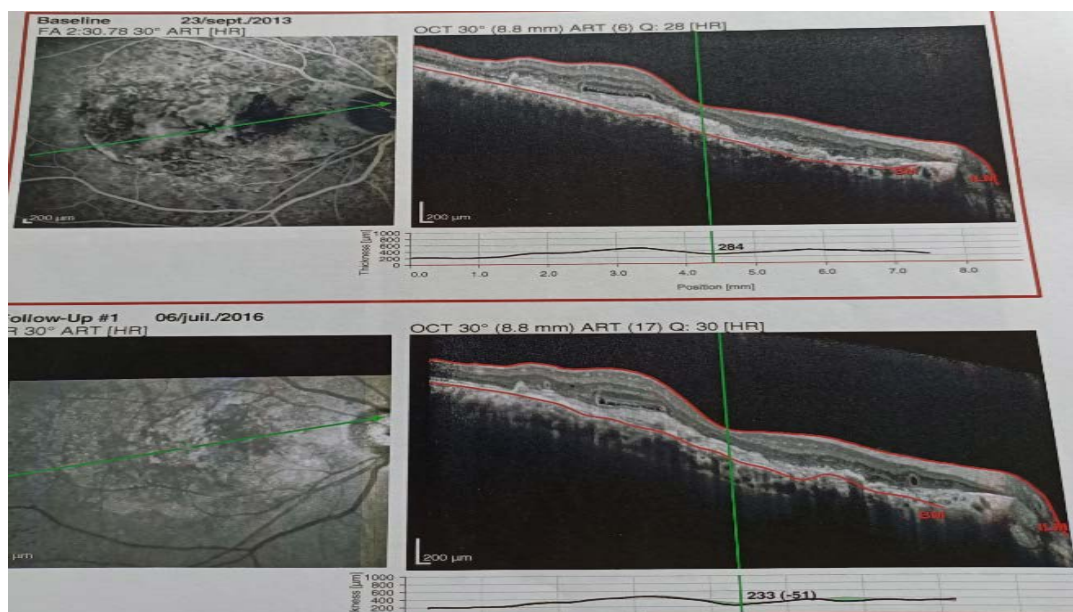 Baseline 23/sept./2013
FA 2:30.78 30° ART [HR]
OCT 30° (8.8 mm) ART (6) Q: 28 [HR]
BM
ILM
200 µm
200 µm
Thickness [µm]
1000
800
600
400
200
0
284
0.0 1.0 2.0 3.0 4.0 5.0 6.0 7.0 8.0
Position [mm]
Follow-Up #1 06/juil./2016
R 30° ART [HR]
OCT 30° (8.8 mm) ART (17) Q: 30 [HR]
BM
ILM
µm
200 µm
1000
800
600
400
200
233 (-51)